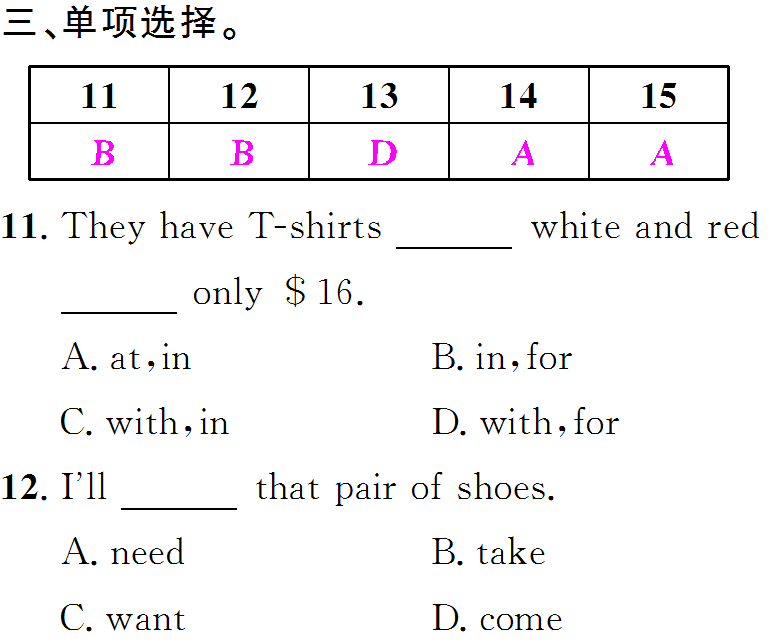 三、单项选择。
11 12 13 14 15
B B D A A
11. They have T-shirts ______ white and red
______ only $16.
A. at,in B. in,for
C. with,in D. with,for
12. I'll ______ that pair of shoes.
A. need B. take
C. want D. come